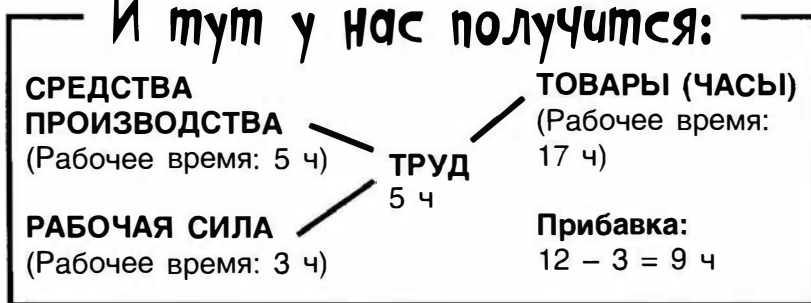 И тут у нас получится:
СРЕДСТВА
ПРОИЗВОДСТВА
(Рабочее время: 5 ч)
РАБОЧАЯ СИЛА
(Рабочее время: 3 ч)
ТРУД
5 ч
ТОВАРЫ (ЧАСЫ)
(Рабочее время:
17 ч)
Прибавка:
12 – 3 = 9 ч